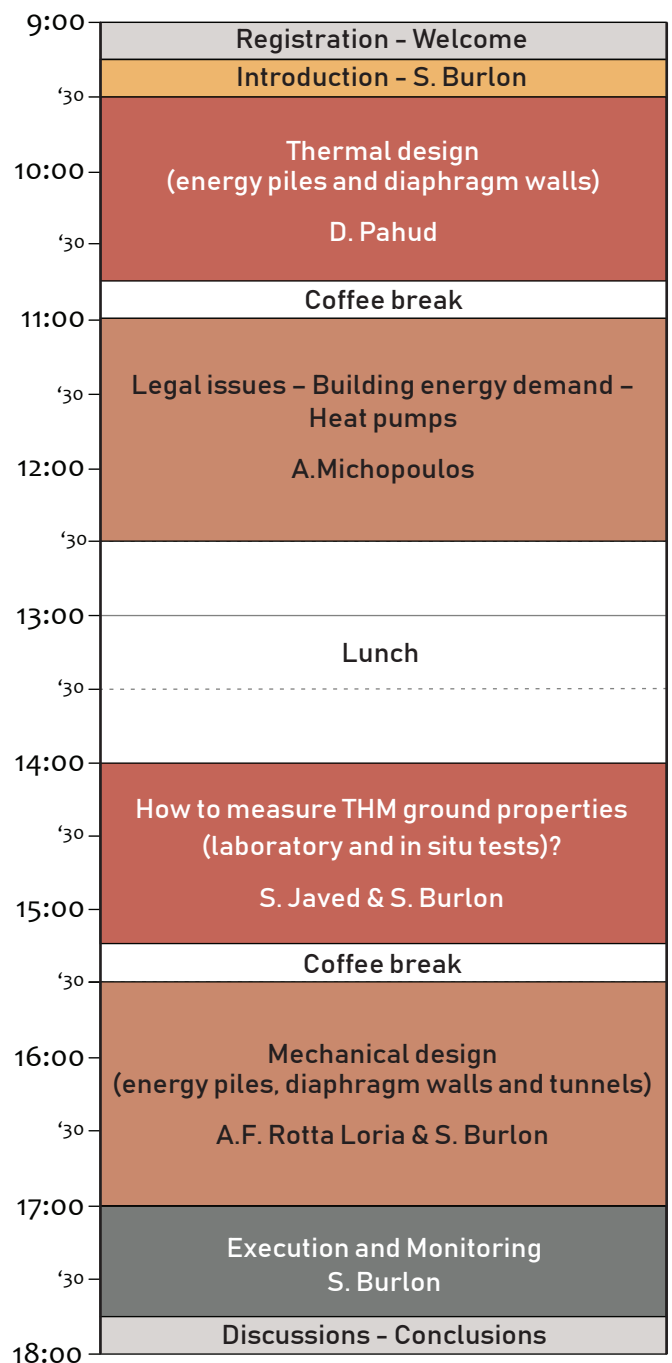 9:00
Registration - Welcome
Introduction - S. Burlon
‘30
Thermal design
10:00
(energy piles and diaphragm walls)
D. Pahud
‘30
Coffee break
11:00
Legal issues – Building energy demand –
‘30
Heat pumps
12:00
A.Michopoulos
‘30
13:00
Lunch
‘30
14:00
How to measure THM ground properties
‘30
(laboratory and in situ tests)?
S. Javed & S. Burlon
15:00
Coffee break
‘30
16:00
Mechanical design
(energy piles, diaphragm walls and tunnels)
‘30
A.F. Rotta Loria & S. Burlon
17:00
Execution and Monitoring
‘30
S. Burlon
Discussions - Conclusions
18:00